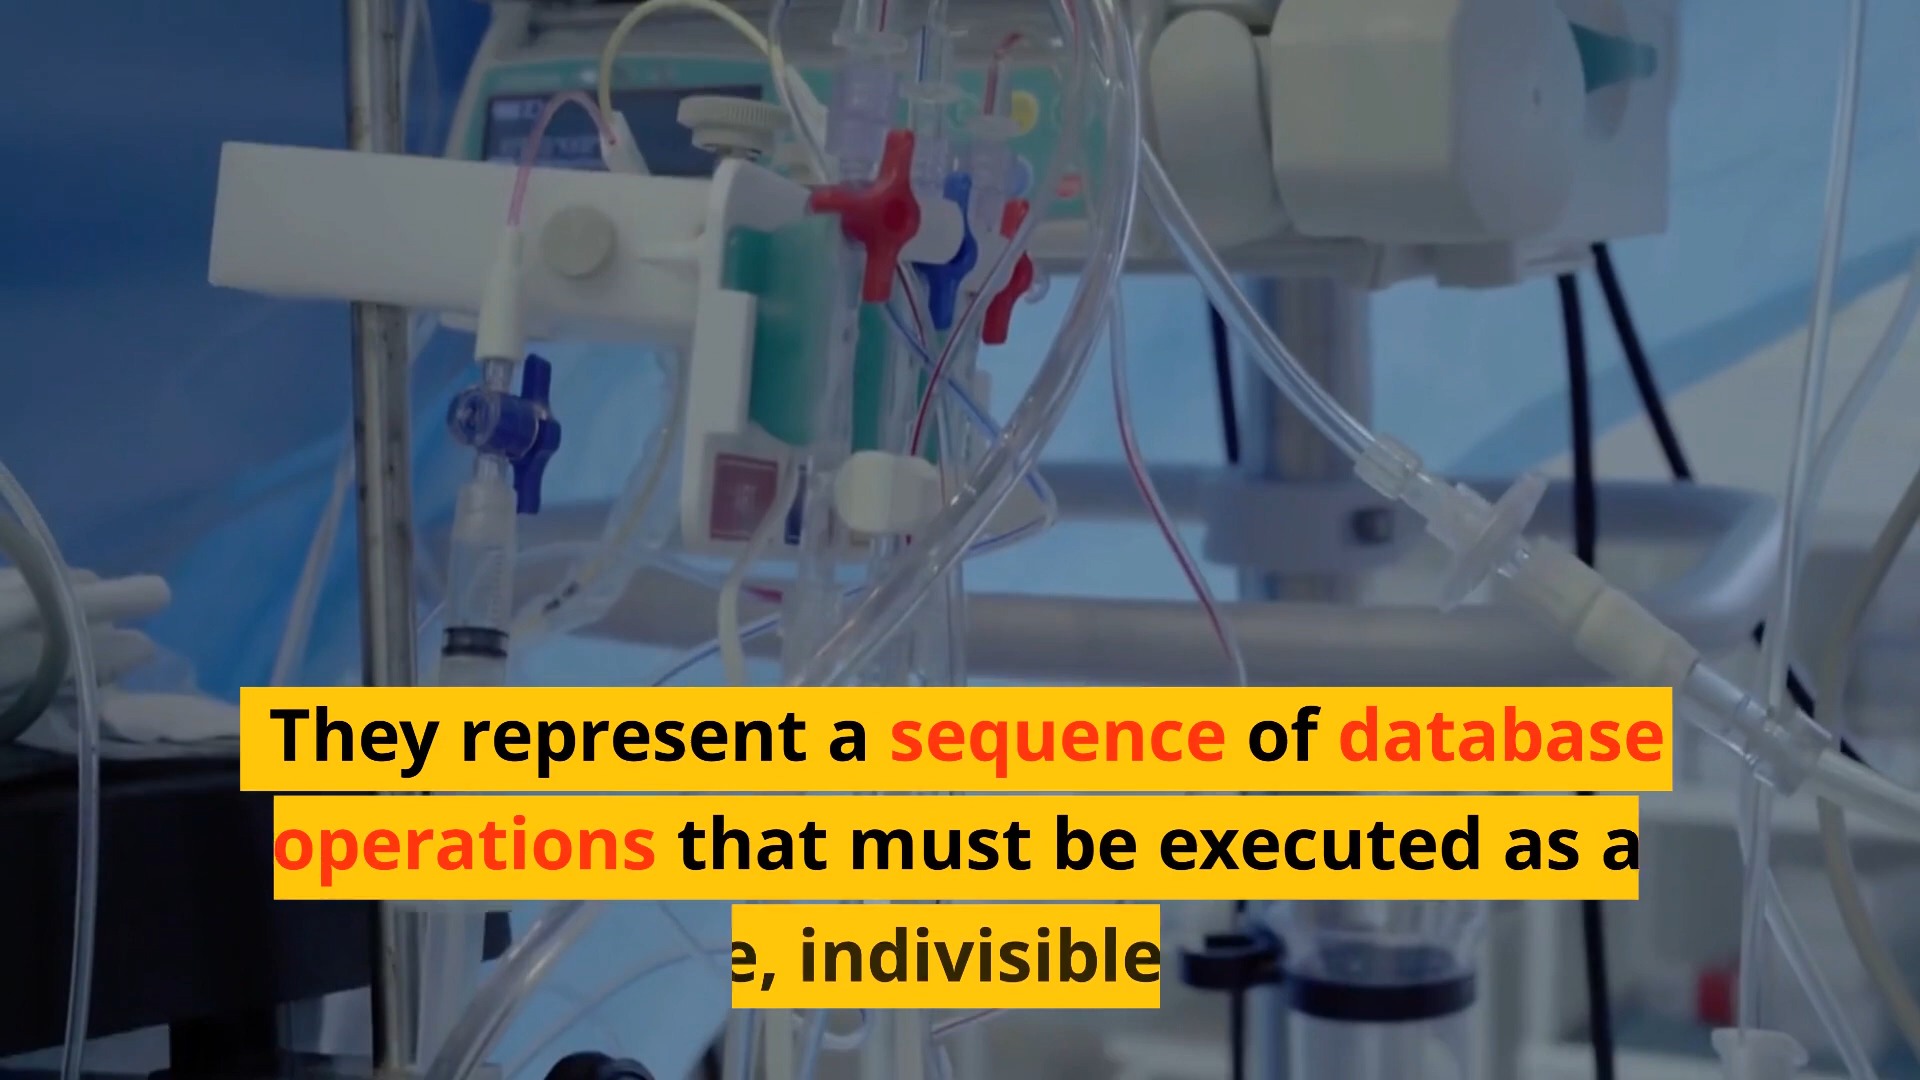 They represent a sequence of database
operations that must be executed as a
e, indivisible